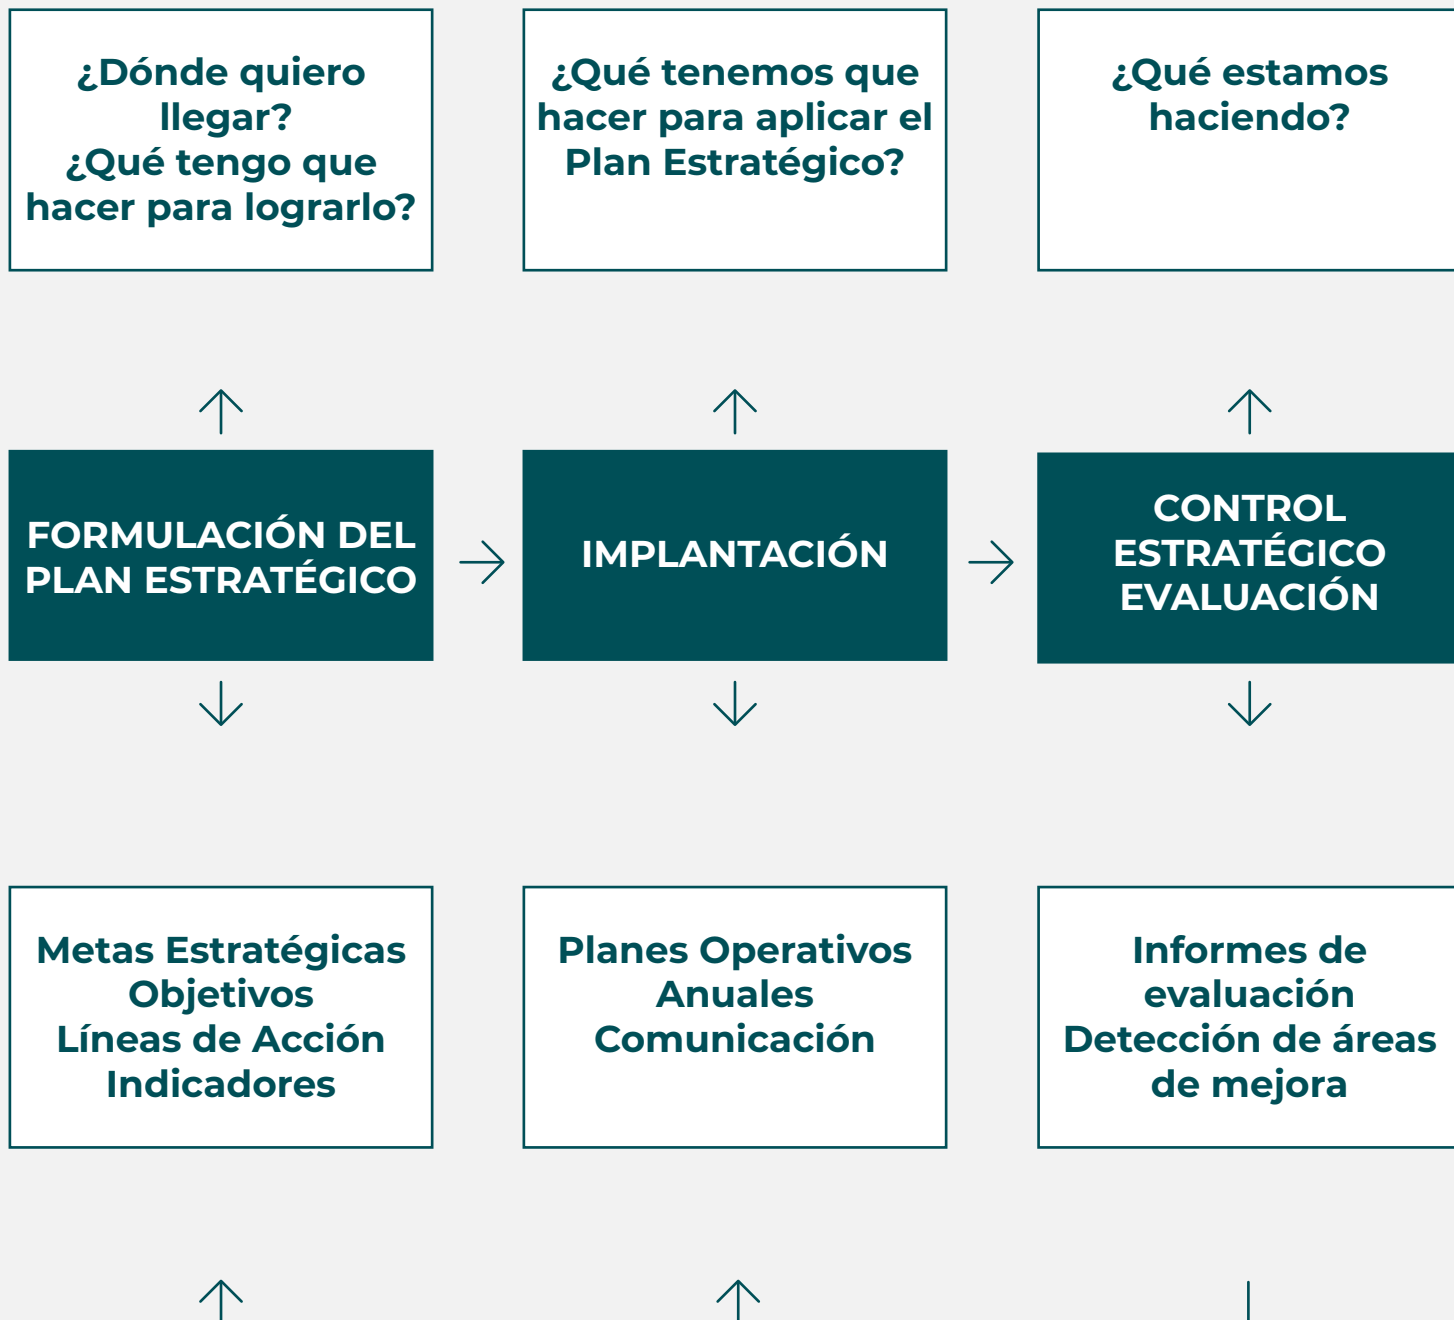 ¿Dónde quiero
llegar?
¿Qué tengo que
hacer para lograrlo?
¿Qué tenemos que
hacer para aplicar el
Plan Estratégico?
¿Qué estamos
haciendo?
FORMULACIÓN DEL
PLAN ESTRATÉGICO
IMPLANTACIÓN
CONTROL
ESTRATÉGICO
EVALUACIÓN
Metas Estratégicas
Objetivos
Líneas de Acción
Indicadores
Planes Operativos
Anuales
Comunicación
Informes de
evaluación
Detección de áreas
de mejora